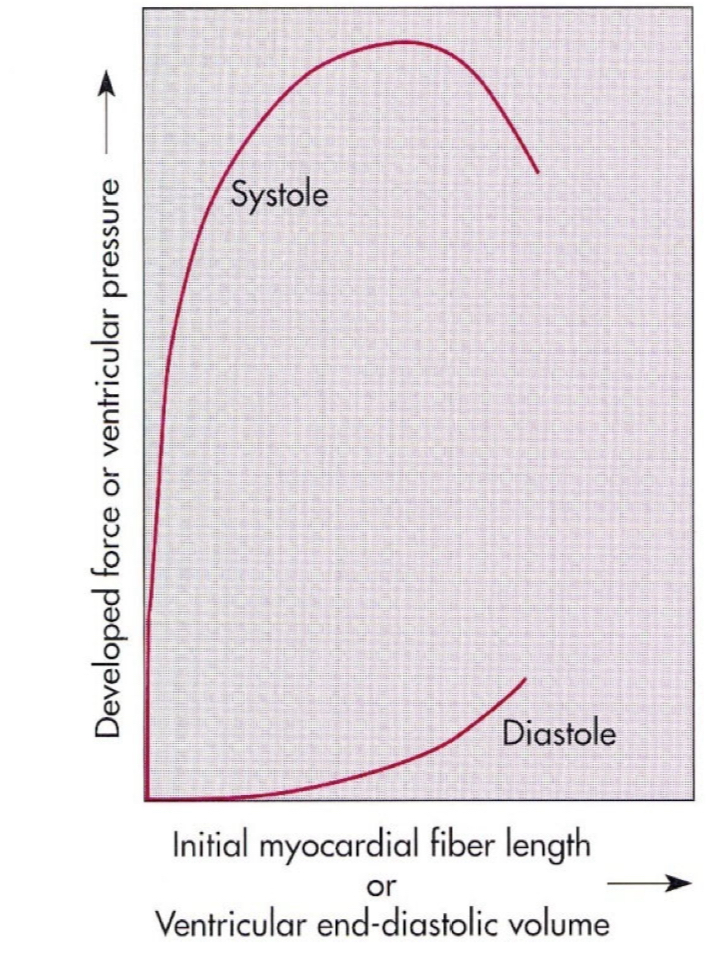 Developed force or ventricular pressure
Systole
Diastole
Initial myocardial fiber length
or
Ventricular end-diastolic volume